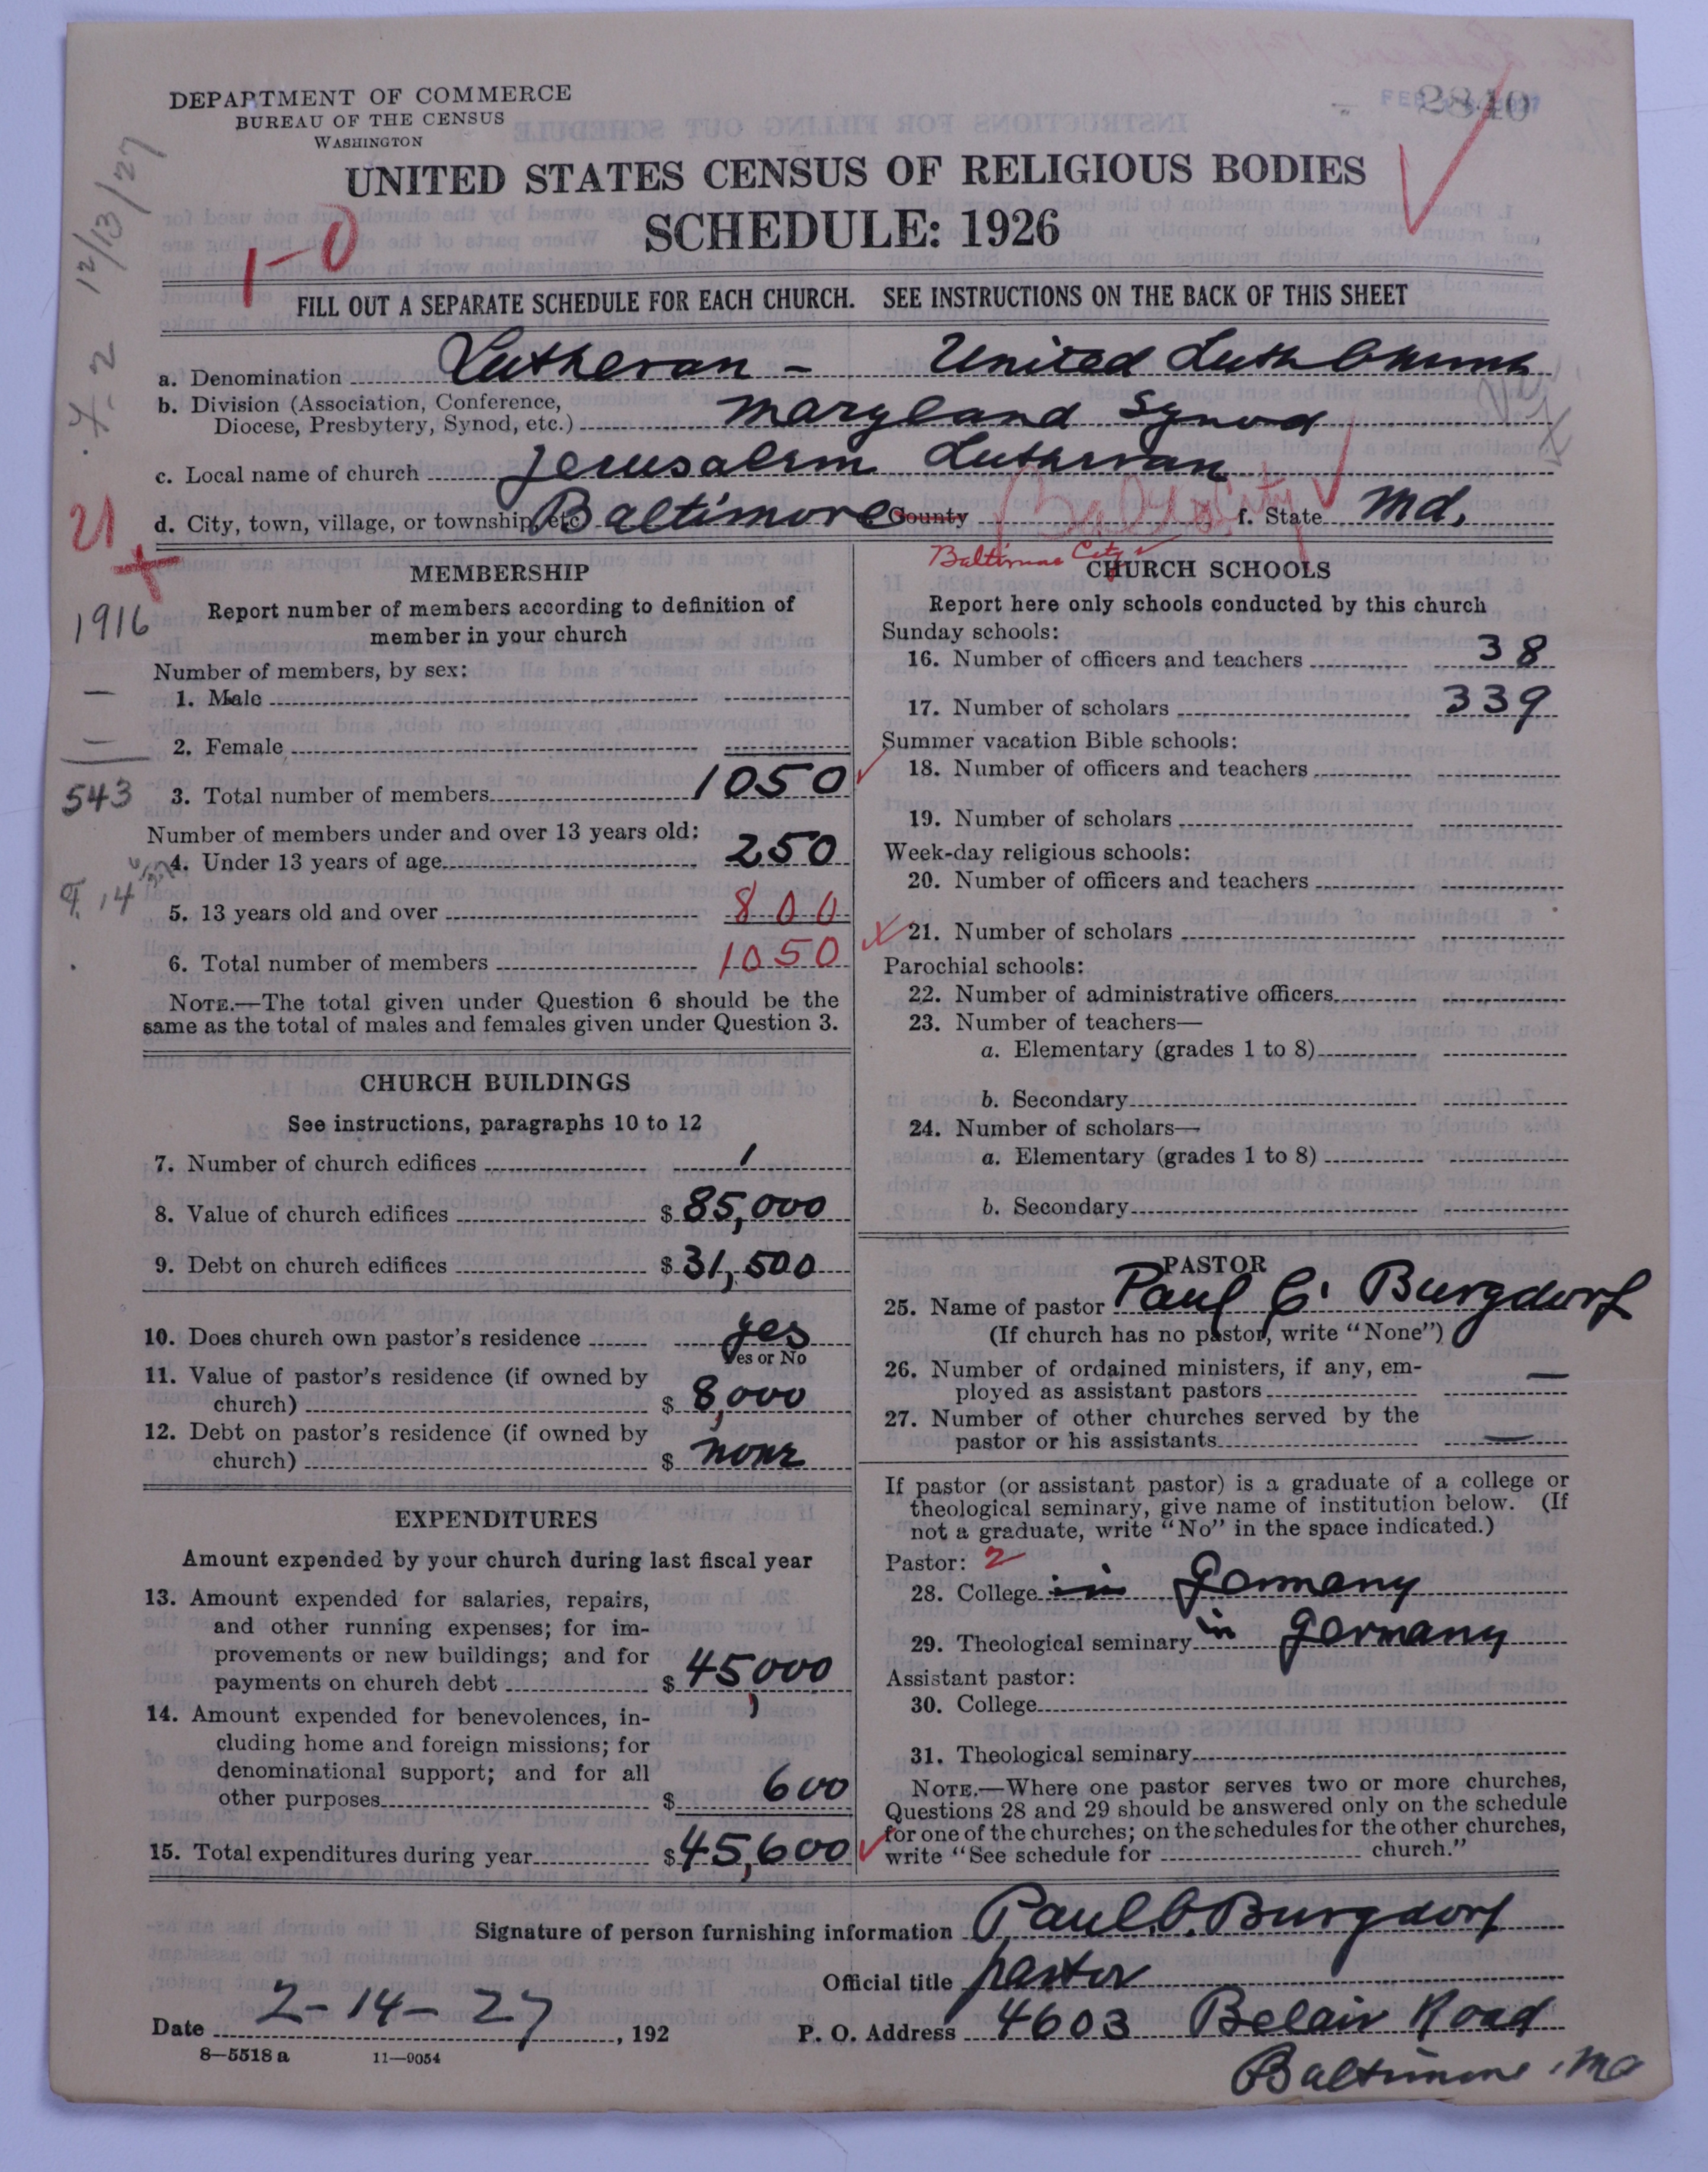 DEPARTMENT OF COMMERCE
BUREAU OF THE CENSUS
WASHINGTON
2840
UNITED STATES CENSUS OF RELIGIOUS BODIES
SCHEDULE: 1926
1-0
12/13/27
FILL OUT A SEPARATE SCHEDULE FOR EACH CHURCH. SEE INSTRUCTIONS ON THE BACK OF THIS SHEET
a. Denomination Lutheran - United Luth Church
b. Division (Association, Conference,
Diocese, Presbytery, Synod, etc.) Maryland Synod
c. Local name of church Jerusalem Lutheran
d. City, town, village, or township, etc. Baltimore County Balto City f. State Md.
21
Baltimore City
MEMBERSHIP
Report number of members according to definition of
member in your church
1916
Number of members, by sex:
1. Male
2. Female
543
3. Total number of members 1050
Number of members under and over 13 years old:
4. Under 13 years of age 250
5. 13 years old and over 800
6. Total number of members 1050
NOTE.—The total given under Question 6 should be the
same as the total of males and females given under Question 3.
CHURCH BUILDINGS
See instructions, paragraphs 10 to 12
7. Number of church edifices 1
8. Value of church edifices $ 85,000
9. Debt on church edifices $ 31,500
10. Does church own pastor's residence yes
Yes or No
11. Value of pastor's residence (if owned by
church) $ 8,000
12. Debt on pastor's residence (if owned by
church) $ none
EXPENDITURES
Amount expended by your church during last fiscal year
13. Amount expended for salaries, repairs,
and other running expenses; for im-
provements or new buildings; and for
payments on church debt $ 45,000
14. Amount expended for benevolences, in-
cluding home and foreign missions; for
denominational support; and for all
other purposes $ 600
15. Total expenditures during year $ 45,600
CHURCH SCHOOLS
Report here only schools conducted by this church
Sunday schools:
16. Number of officers and teachers 38
17. Number of scholars 339
Summer vacation Bible schools:
18. Number of officers and teachers
19. Number of scholars
Week-day religious schools:
20. Number of officers and teachers
21. Number of scholars
Parochial schools:
22. Number of administrative officers
23. Number of teachers—
a. Elementary (grades 1 to 8)
b. Secondary
24. Number of scholars—
a. Elementary (grades 1 to 8)
b. Secondary
PASTOR
25. Name of pastor Paul C. Burgdorf
(If church has no pastor, write "None")
26. Number of ordained ministers, if any, em-
ployed as assistant pastors —
27. Number of other churches served by the
pastor or his assistants —
If pastor (or assistant pastor) is a graduate of a college or
theological seminary, give name of institution below. (If
not a graduate, write "No" in the space indicated.)
Pastor: 2
28. College in Germany
29. Theological seminary in Germany
Assistant pastor:
30. College
31. Theological seminary
NOTE.—Where one pastor serves two or more churches,
Questions 28 and 29 should be answered only on the schedule
for one of the churches; on the schedules for the other churches,
write "See schedule for church."
Signature of person furnishing information Paul C. Burgdorf
Official title pastor
Date 2-14-27, 192
P. O. Address 4603 Belair Road
Baltimore, Md
8—5518 a 11—9054